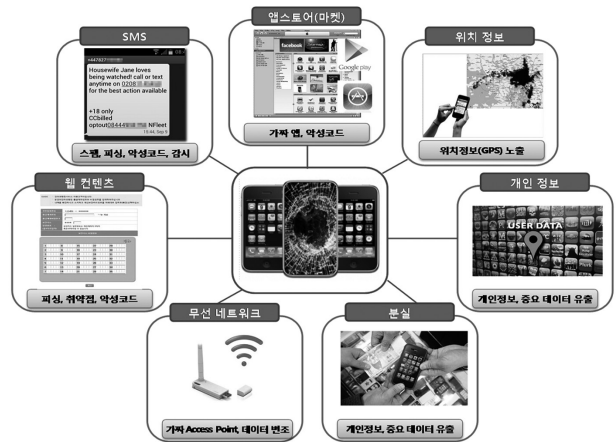 SMS
+447827
Housewife Jane loves
being watched! call or text
anytime on 0208
for the best action available
+18 only
CCbilled
optout08444 NFleet
스팸, 피싱, 악성코드, 감시
앱스토어(마켓)
facebook
Google play
가짜 앱, 악성코드
위치 정보
위치정보(GPS) 노출
웹 컨텐츠
피싱, 취약점, 악성코드
개인 정보
USER DATA
개인정보, 중요 데이터 유출
무선 네트워크
가짜 Access Point, 데이터 변조
분실
개인정보, 중요 데이터 유출